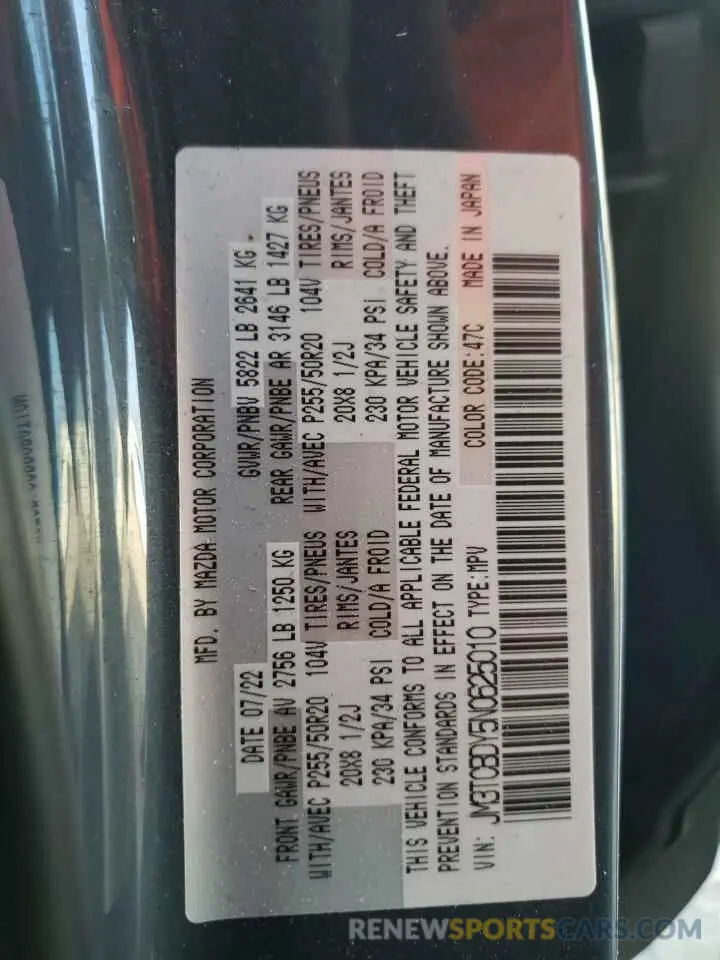 MFD. BY MAZDA MOTOR CORPORATION
DATE 07/22 GVWR/PNBV 5822 LB 2641 KG
FRONT GAWR/PNBE AV 2756 LB 1250 KG REAR GAWR/PNBE AR 3146 LB 1427 KG
WITH/AVEC P255/50R20 104V TIRES/PNEUS WITH/AVEC P255/50R20 104V TIRES/PNEUS
20X8 1/2J RIMS/JANTES 20X8 1/2J RIMS/JANTES
230 KPA/34 PSI COLD/A FROID 230 KPA/34 PSI COLD/A FROID
THIS VEHICLE CONFORMS TO ALL APPLICABLE FEDERAL MOTOR VEHICLE SAFETY AND THEFT
PREVENTION STANDARDS IN EFFECT ON THE DATE OF MANUFACTURE SHOWN ABOVE.
VIN: JM3TCBDY5N0625010 TYPE:MPV COLOR CODE:47C MADE IN JAPAN
RENEWSPORTSCARS.COM